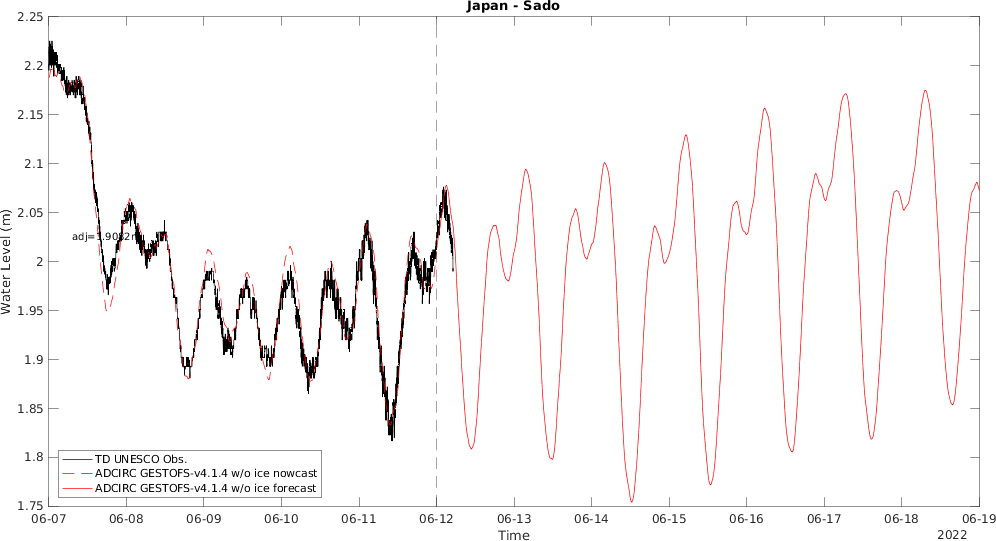 Japan - Sado
2.25
2.2
2.15
2.1
2.05
2
1.95
1.9
1.85
1.8
1.75
Water Level (m)
adj=1.9082m
TD UNESCO Obs.
ADCIRC GESTOFS-v4.1.4 w/o ice nowcast
ADCIRC GESTOFS-v4.1.4 w/o ice forecast
06-07 06-08 06-09 06-10 06-11 06-12 06-13 06-14 06-15 06-16 06-17 06-18 06-19
Time
2022